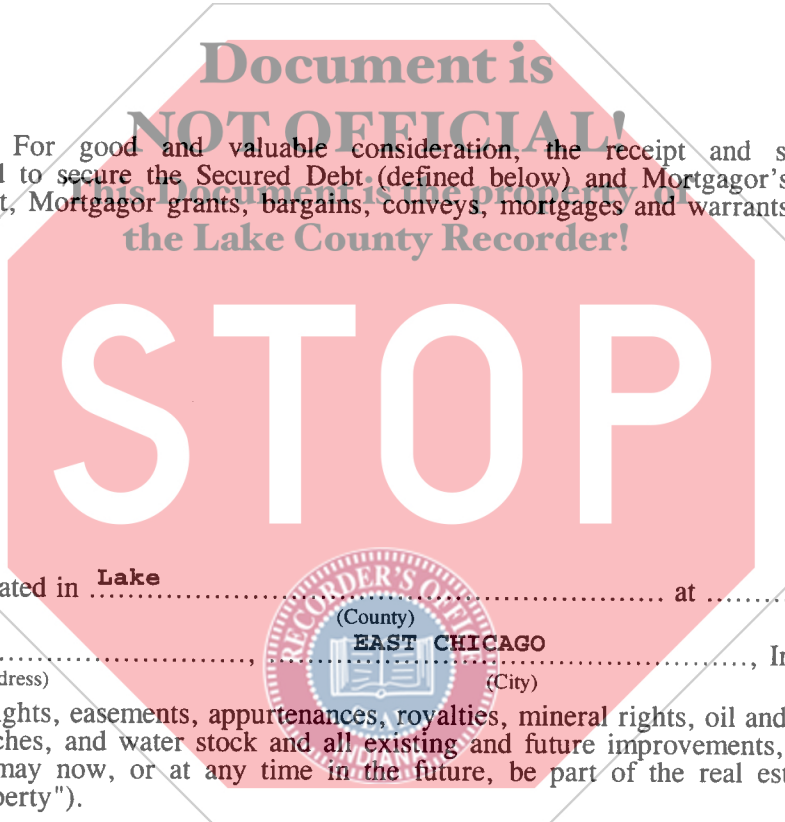 Document is
NOT OFFICIAL!
For good and valuable consideration, the receipt and s
l to secure the Secured Debt (defined below) and Mortgagor's
This Document is the property of
t, Mortgagor grants, bargains, conveys, mortgages and warrants
the Lake County Recorder!
STOP
ated in Lake at
(County)
EAST CHICAGO , In
dress) (City)
RECORDER'S OFFICE
INDIANA
ghts, easements, appurtenances, royalties, mineral rights, oil and
ches, and water stock and all existing and future improvements,
may now, or at any time in the future, be part of the real est
perty").